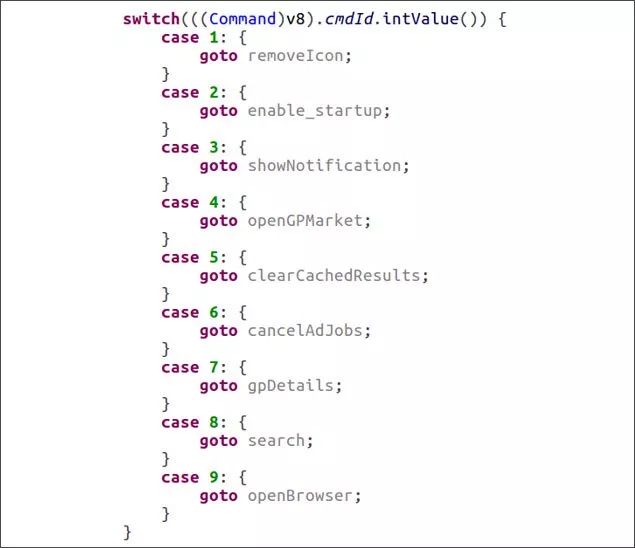 switch(((Command)v8).cmdId.intValue()) {
case 1: {
goto removeIcon;
}
case 2: {
goto enable_startup;
}
case 3: {
goto showNotification;
}
case 4: {
goto openGPMarket;
}
case 5: {
goto clearCachedResults;
}
case 6: {
goto cancelAdJobs;
}
case 7: {
goto gpDetails;
}
case 8: {
goto search;
}
case 9: {
goto openBrowser;
}
}